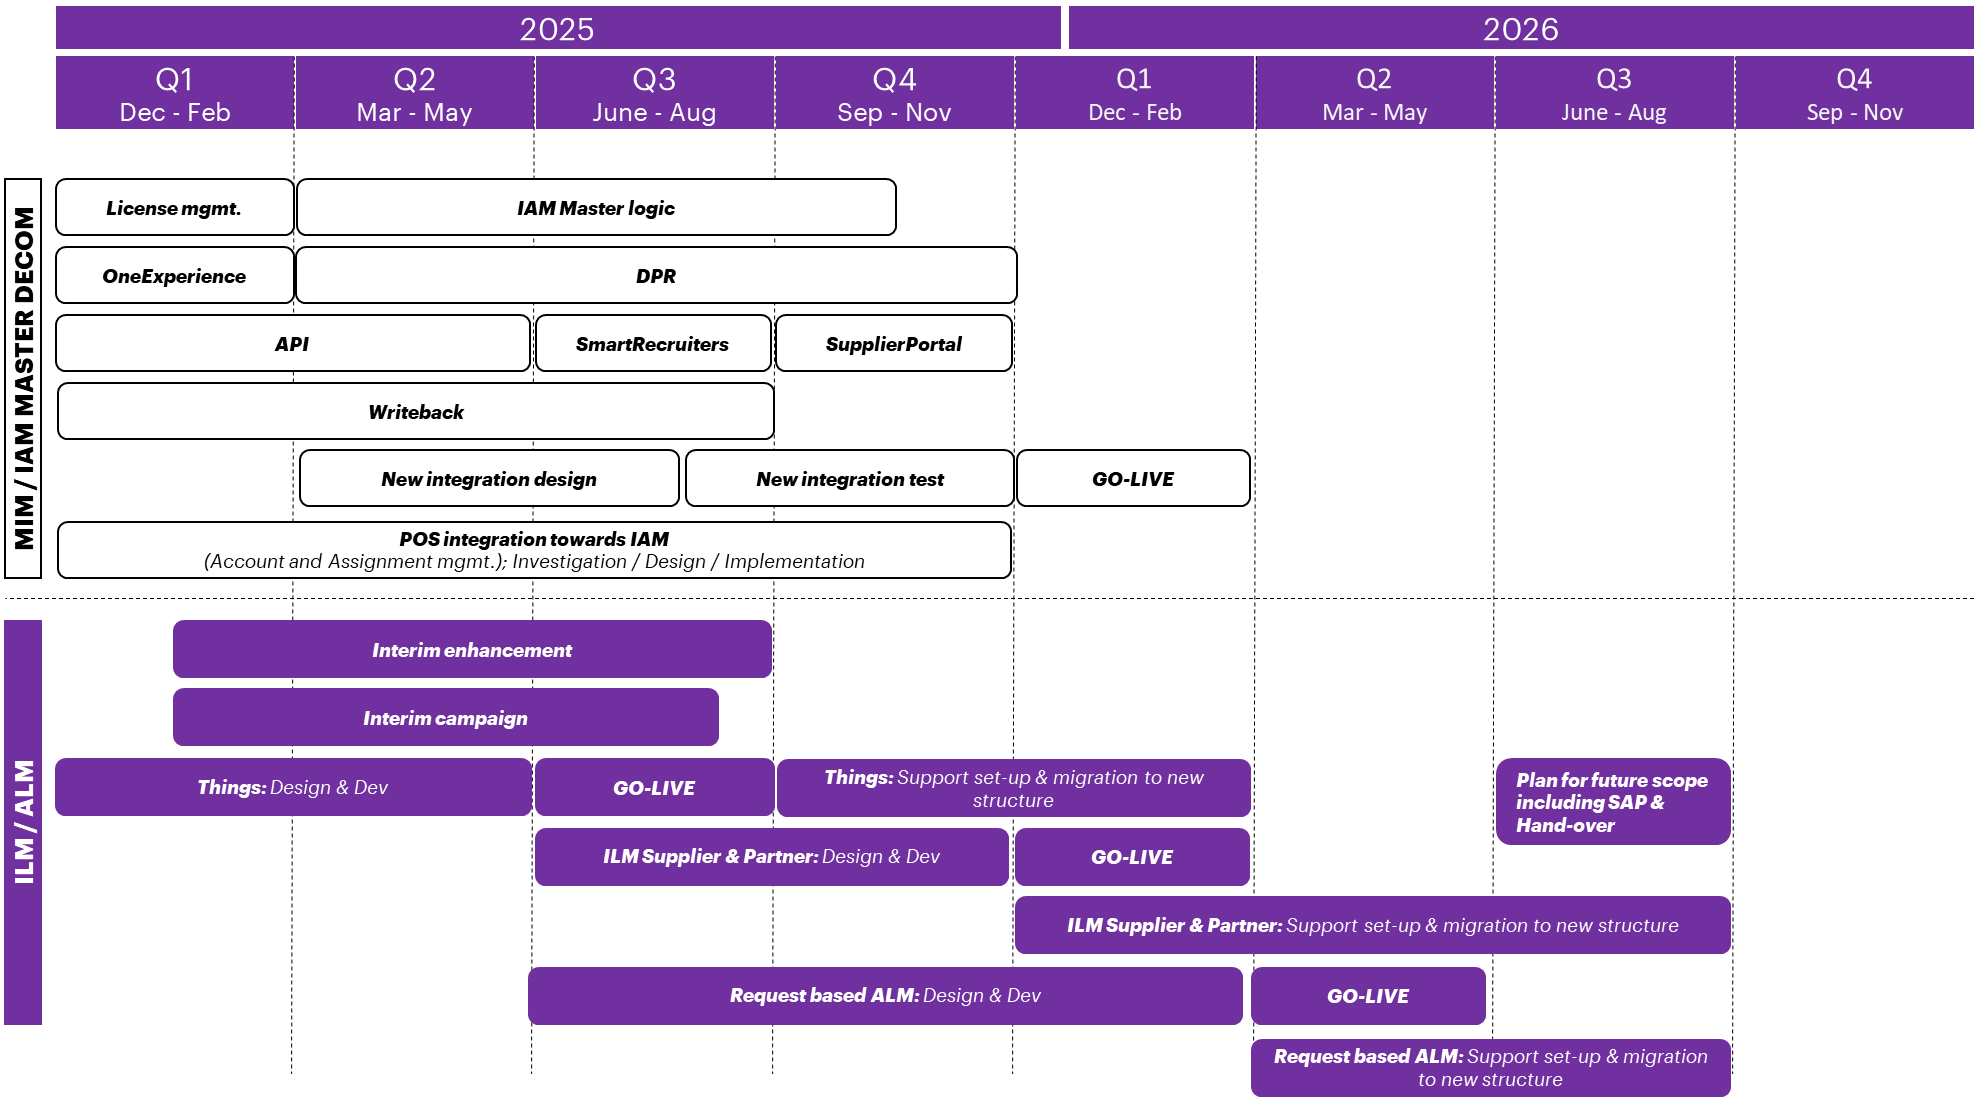 2025
2026
Q1
Dec - Feb
Q2
Mar - May
Q3
June - Aug
Q4
Sep - Nov
Q1
Dec - Feb
Q2
Mar - May
Q3
June - Aug
Q4
Sep - Nov
MIM / IAM MASTER DECOM
License mgmt.
IAM Master logic
OneExperience
DPR
API
SmartRecruiters
SupplierPortal
Writeback
New integration design
New integration test
GO-LIVE
POS integration towards IAM
(Account and Assignment mgmt.); Investigation / Design / Implementation
ILM / ALM
Interim enhancement
Interim campaign
Things: Design & Dev
GO-LIVE
Things: Support set-up & migration to new
structure
Plan for future scope
including SAP &
Hand-over
ILM Supplier & Partner: Design & Dev
GO-LIVE
ILM Supplier & Partner: Support set-up & migration to new structure
Request based ALM: Design & Dev
GO-LIVE
Request based ALM: Support set-up & migration
to new structure